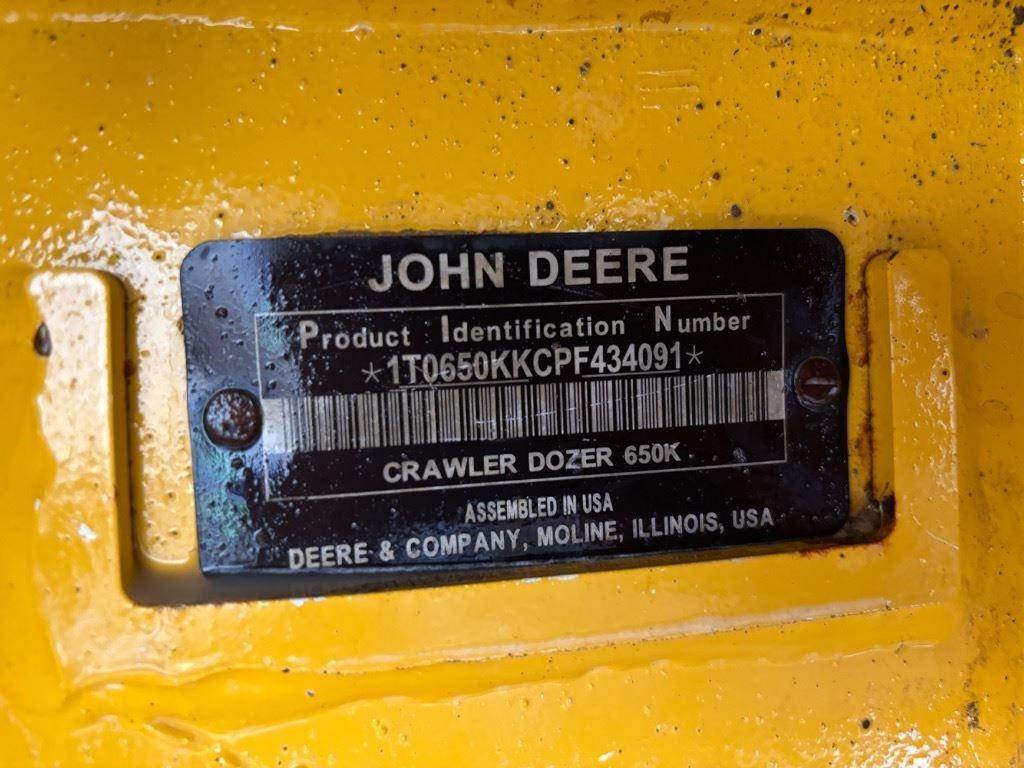 JOHN DEERE
Product Identification Number
*1T0650KKCPF434091*
CRAWLER DOZER 650K
ASSEMBLED IN USA
DEERE & COMPANY, MOLINE, ILLINOIS, USA